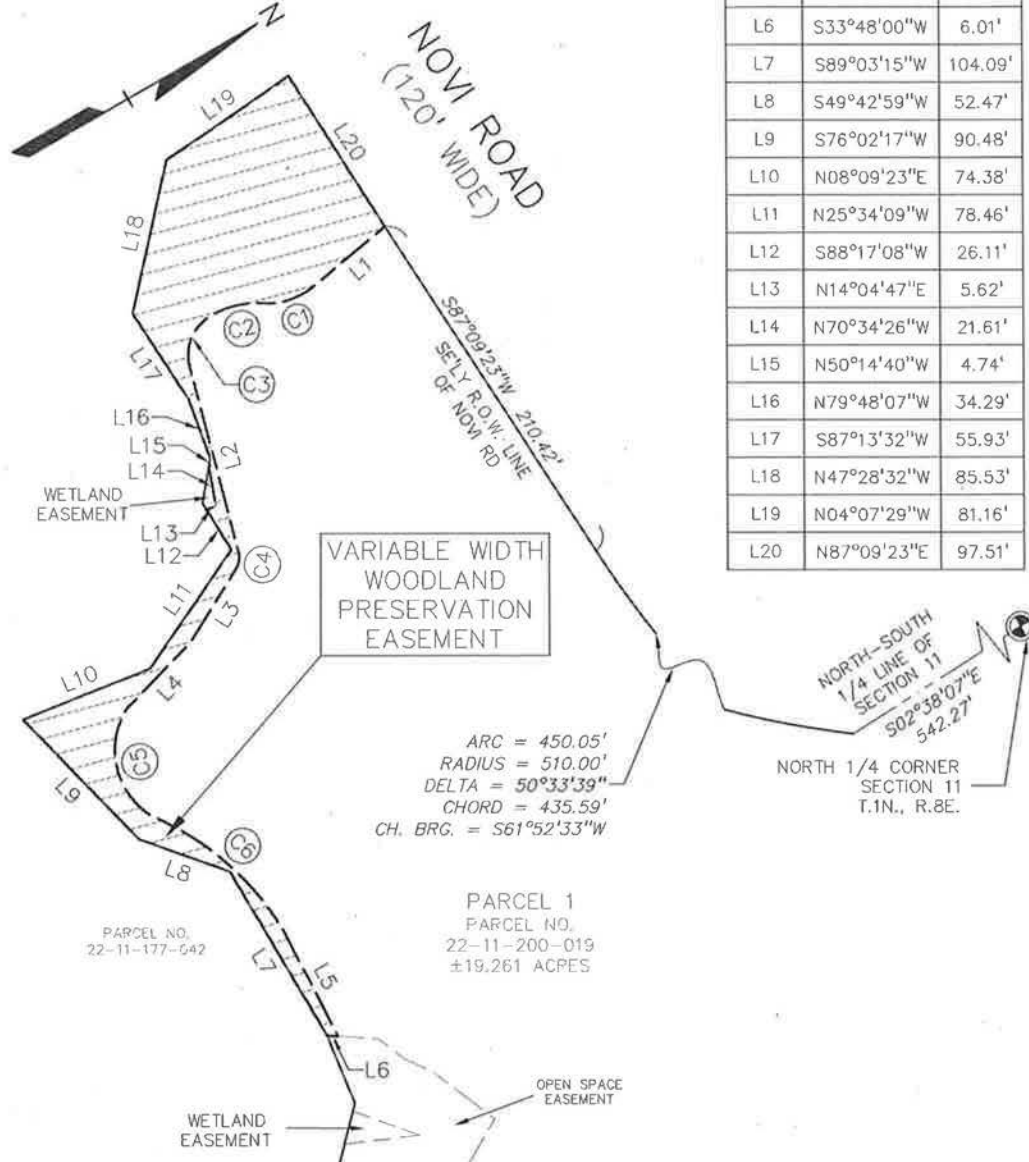 N
NOVI ROAD
(120' WIDE)
L19
L20
L18
L1
C2
C1
L17
C3
S87°09'23"W 210.42'
SE'LY R.O.W. LINE
OF NOVI RD
L16
L15
L14
L2
WETLAND
EASEMENT
L13
L12
C4
VARIABLE WIDTH
WOODLAND
PRESERVATION
EASEMENT
L11
L3
L10
L4
C5
L9
ARC = 450.05'
RADIUS = 510.00'
DELTA = 50°33'39"
CHORD = 435.59'
CH. BRG. = S61°52'33"W
C6
L8
PARCEL NO.
22-11-177-042
PARCEL 1
PARCEL NO.
22-11-200-019
±19.261 ACRES
L7
L5
L6
OPEN SPACE
EASEMENT
WETLAND
EASEMENT
L6 S33°48'00"W 6.01'
L7 S89°03'15"W 104.09'
L8 S49°42'59"W 52.47'
L9 S76°02'17"W 90.48'
L10 N08°09'23"E 74.38'
L11 N25°34'09"W 78.46'
L12 S88°17'08"W 26.11'
L13 N14°04'47"E 5.62'
L14 N70°34'26"W 21.61'
L15 N50°14'40"W 4.74'
L16 N79°48'07"W 34.29'
L17 S87°13'32"W 55.93'
L18 N47°28'32"W 85.53'
L19 N04°07'29"W 81.16'
L20 N87°09'23"E 97.51'
NORTH-SOUTH
1/4 LINE OF
SECTION 11
S02°38'07"E
542.27'
NORTH 1/4 CORNER
SECTION 11
T.1N., R.8E.